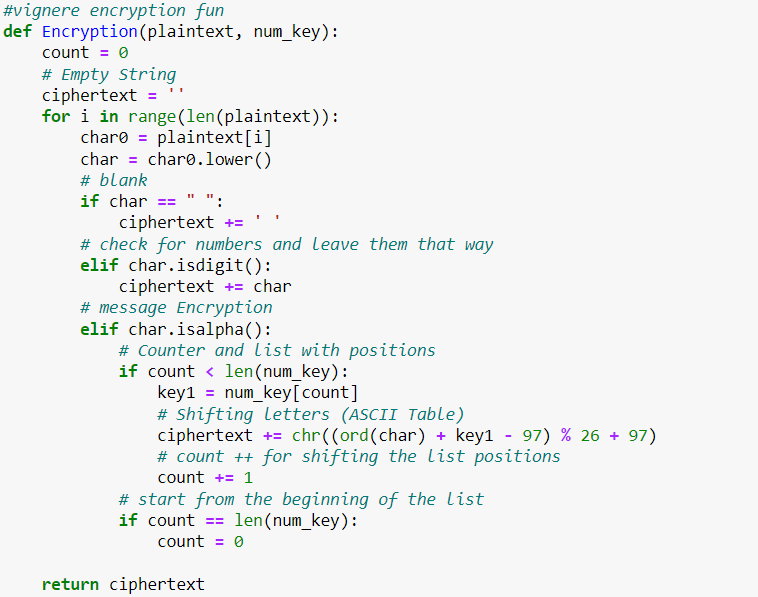 #vignere encryption fun
def Encryption(plaintext, num_key):
    count = 0
    # Empty String
    ciphertext = ''
    for i in range(len(plaintext)):
        char0 = plaintext[i]
        char = char0.lower()
        # blank
        if char == " ":
            ciphertext += ' '
        # check for numbers and leave them that way
        elif char.isdigit():
            ciphertext += char
        # message Encryption
        elif char.isalpha():
            # Counter and list with positions
            if count < len(num_key):
                key1 = num_key[count]
                # Shifting letters (ASCII Table)
                ciphertext += chr((ord(char) + key1 - 97) % 26 + 97)
                # count ++ for shifting the list positions
                count += 1
            # start from the beginning of the list
            if count == len(num_key):
                count = 0
    return ciphertext